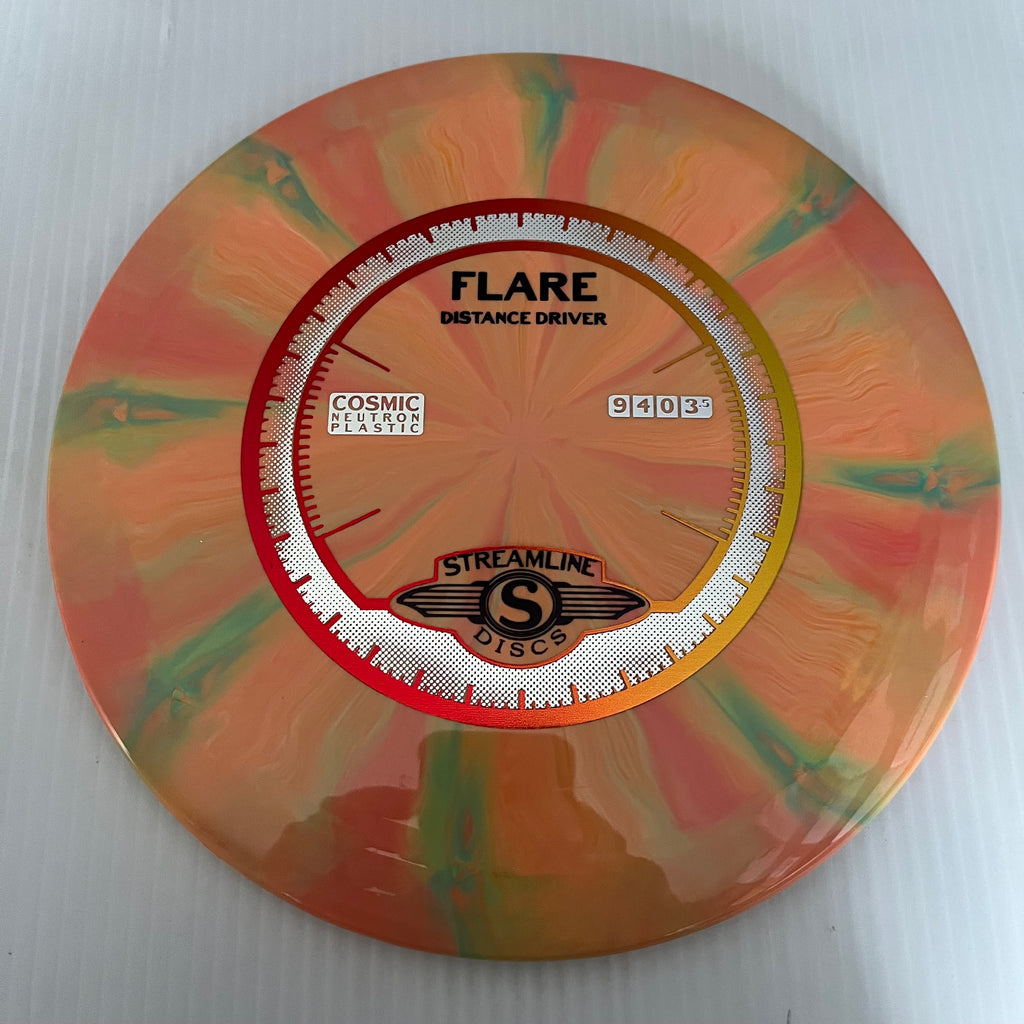 FLARE
DISTANCE DRIVER
COSMIC
NEUTRON
PLASTIC
9 4 0 3.5
STREAMLINE
S
DISCS